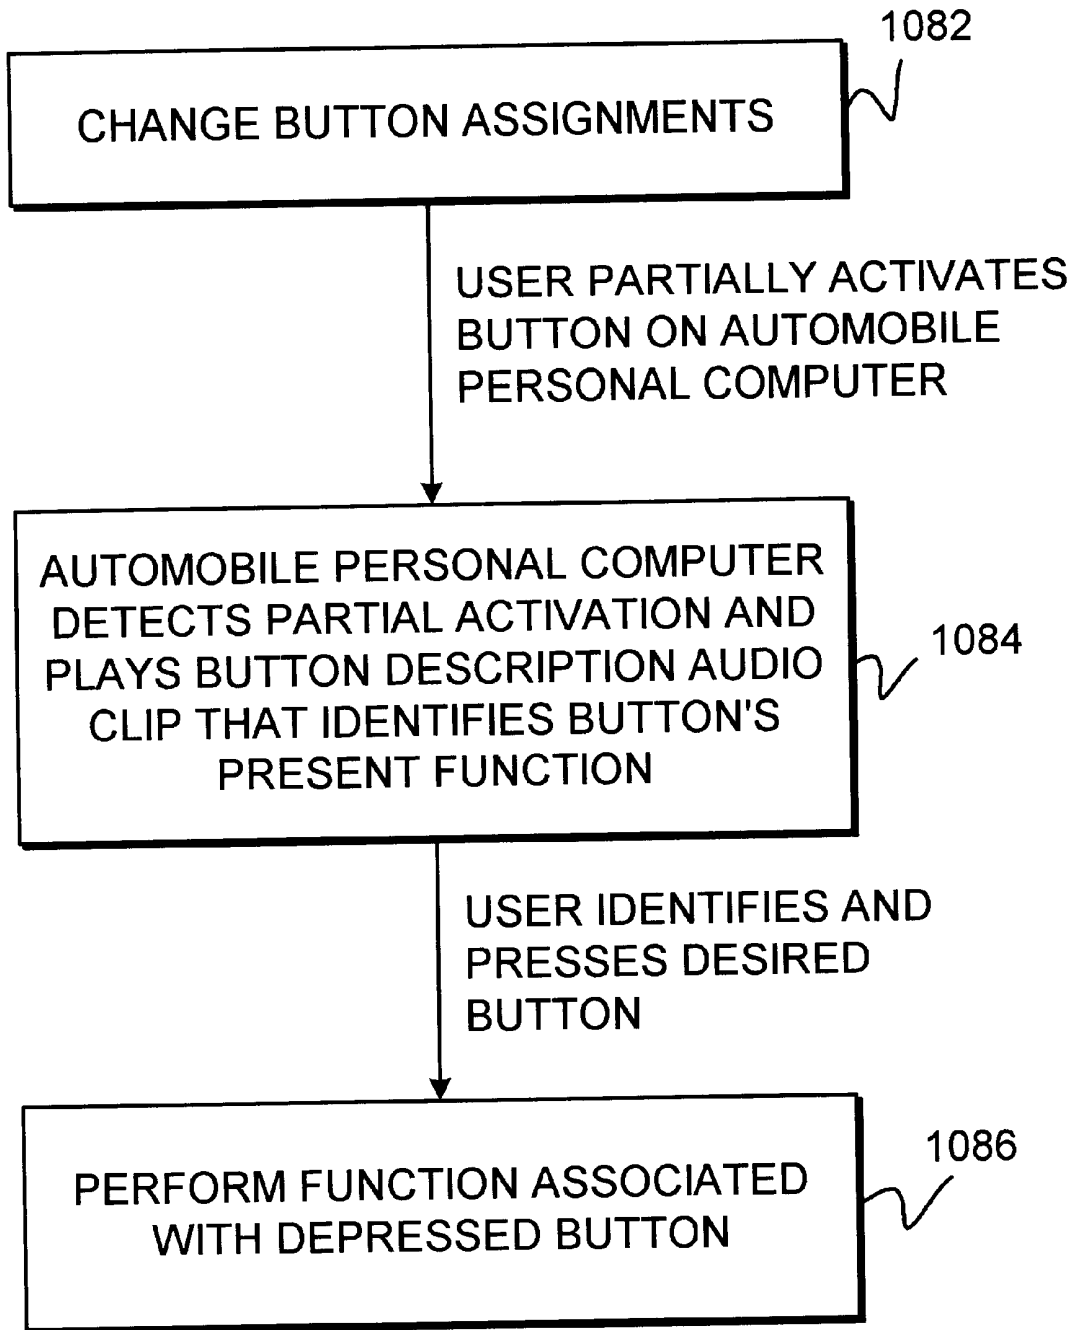 1082
CHANGE BUTTON ASSIGNMENTS
USER PARTIALLY ACTIVATES
BUTTON ON AUTOMOBILE
PERSONAL COMPUTER
AUTOMOBILE PERSONAL COMPUTER
DETECTS PARTIAL ACTIVATION AND
PLAYS BUTTON DESCRIPTION AUDIO
CLIP THAT IDENTIFIES BUTTON'S
PRESENT FUNCTION
1084
USER IDENTIFIES AND
PRESSES DESIRED
BUTTON
1086
PERFORM FUNCTION ASSOCIATED
WITH DEPRESSED BUTTON